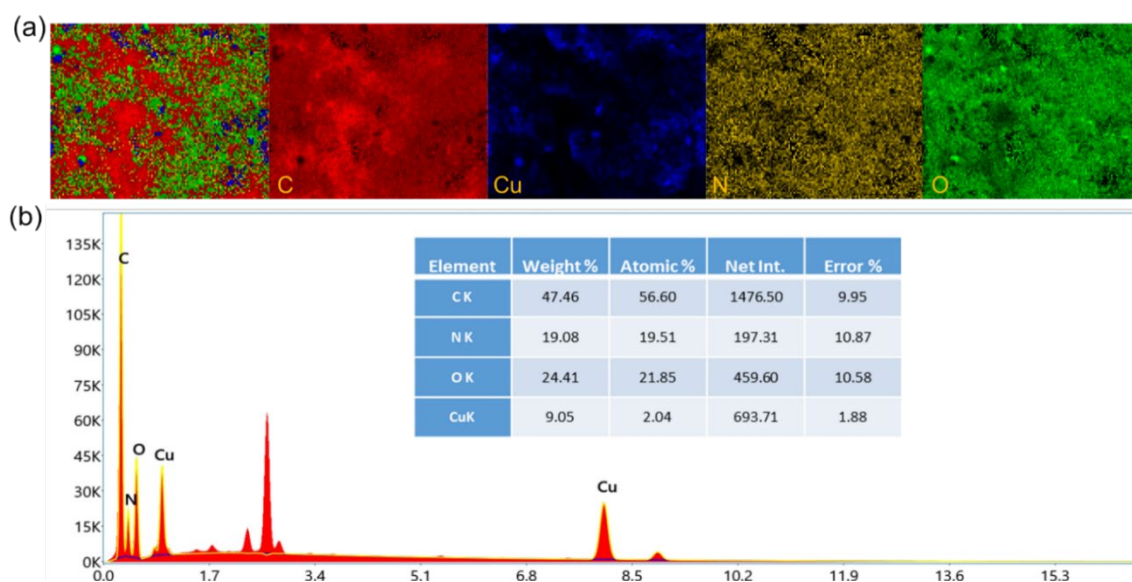 (a)
C
Cu
N
O
(b)
135K
120K
105K
90K
75K
60K
45K
30K
15K
0K
C
N
O
Cu
Cu
Element Weight % Atomic % Net Int. Error %
C K 47.46 56.60 1476.50 9.95
N K 19.08 19.51 197.31 10.87
O K 24.41 21.85 459.60 10.58
CuK 9.05 2.04 693.71 1.88
0.0 1.7 3.4 5.1 6.8 8.5 10.2 11.9 13.6 15.3